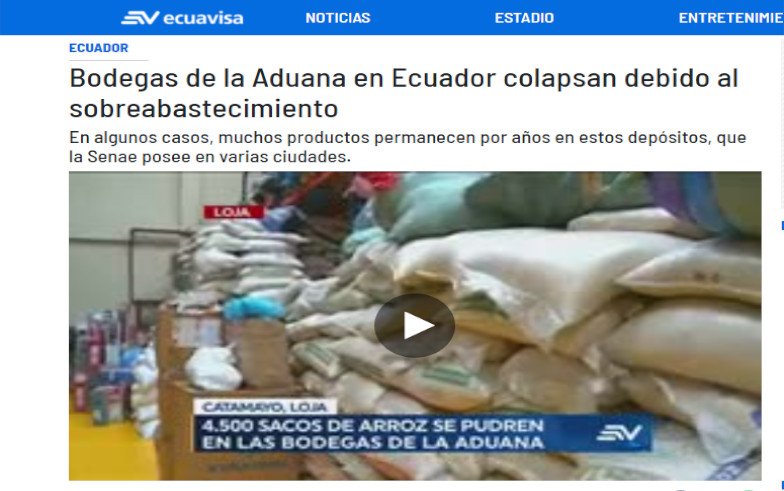 ecuavisa NOTICIAS ESTADIO ENTRETENIMIE
ECUADOR
Bodegas de la Aduana en Ecuador colapsan debido al
sobreabastecimiento
En algunos casos, muchos productos permanecen por años en estos depósitos, que
la Senae posee en varias ciudades.
LOJA
CATAMAYO, LOJA
4.500 SACOS DE ARROZ SE PUDREN
EN LAS BODEGAS DE LA ADUANA